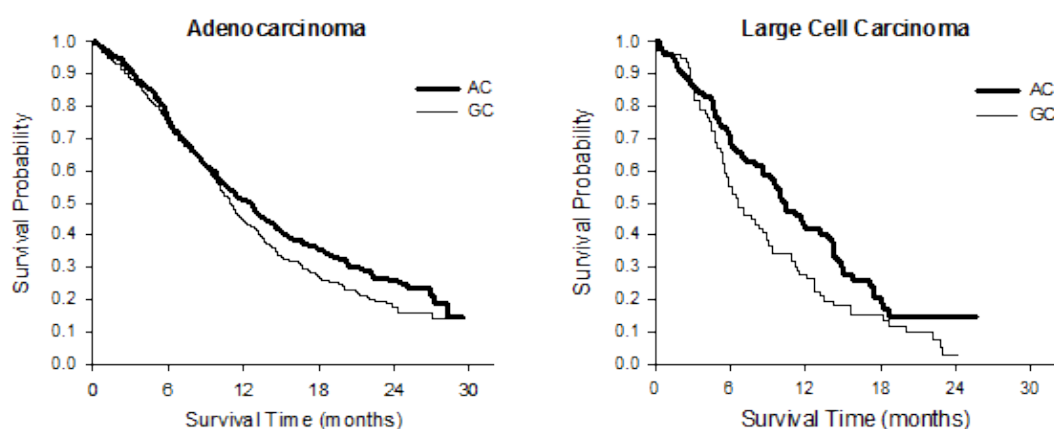 Adenocarcinoma
1.0
0.9
0.8
0.7
0.6
0.5
0.4
0.3
0.2
0.1
0.0
Survival Probability
AC
GC
0 6 12 18 24 30
Survival Time (months)
Large Cell Carcinoma
1.0
0.9
0.8
0.7
0.6
0.5
0.4
0.3
0.2
0.1
0.0
Survival Probability
AC
GC
0 6 12 18 24 30
Survival Time (months)